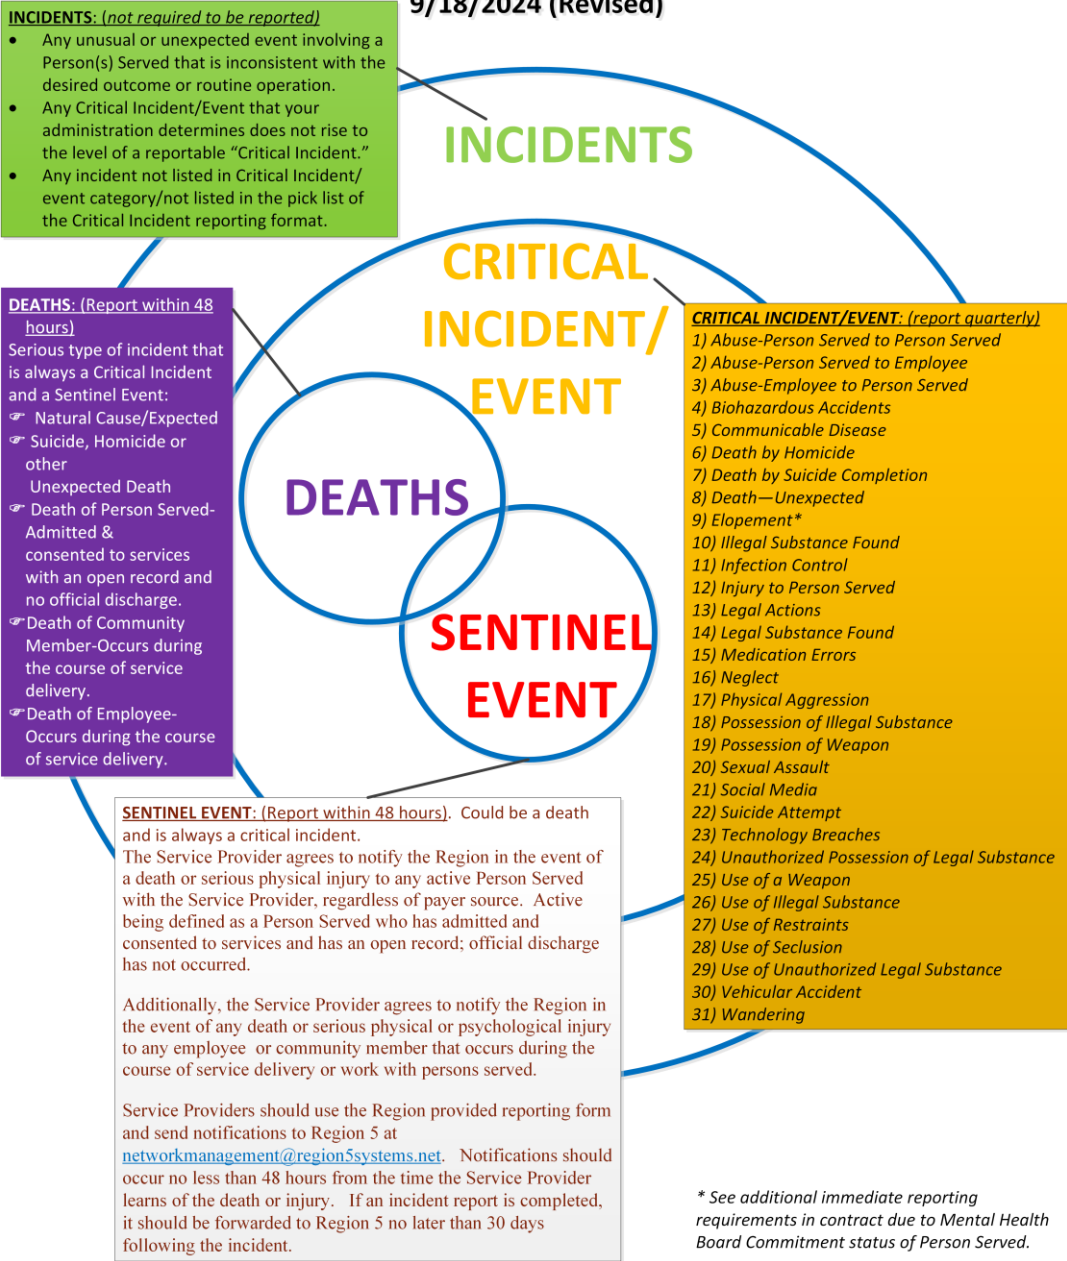 9/18/2024 (Revised)
INCIDENTS: (not required to be reported)
• Any unusual or unexpected event involving a
Person(s) Served that is inconsistent with the
desired outcome or routine operation.
• Any Critical Incident/Event that your
administration determines does not rise to
the level of a reportable “Critical Incident.”
• Any incident not listed in Critical Incident/
event category/not listed in the pick list of
the Critical Incident reporting format.
INCIDENTS
CRITICAL
INCIDENT/
EVENT
DEATHS: (Report within 48
hours)
Serious type of incident that
is always a Critical Incident
and a Sentinel Event:
☞ Natural Cause/Expected
☞ Suicide, Homicide or
other
Unexpected Death
☞ Death of Person Served-
Admitted &
consented to services
with an open record and
no official discharge.
☞Death of Community
Member-Occurs during
the course of service
delivery.
☞Death of Employee-
Occurs during the course
of service delivery.
DEATHS
SENTINEL
EVENT
CRITICAL INCIDENT/EVENT: (report quarterly)
1) Abuse-Person Served to Person Served
2) Abuse-Person Served to Employee
3) Abuse-Employee to Person Served
4) Biohazardous Accidents
5) Communicable Disease
6) Death by Homicide
7) Death by Suicide Completion
8) Death—Unexpected
9) Elopement*
10) Illegal Substance Found
11) Infection Control
12) Injury to Person Served
13) Legal Actions
14) Legal Substance Found
15) Medication Errors
16) Neglect
17) Physical Aggression
18) Possession of Illegal Substance
19) Possession of Weapon
20) Sexual Assault
21) Social Media
22) Suicide Attempt
23) Technology Breaches
24) Unauthorized Possession of Legal Substance
25) Use of a Weapon
26) Use of Illegal Substance
27) Use of Restraints
28) Use of Seclusion
29) Use of Unauthorized Legal Substance
30) Vehicular Accident
31) Wandering
SENTINEL EVENT: (Report within 48 hours). Could be a death
and is always a critical incident.
The Service Provider agrees to notify the Region in the event of
a death or serious physical injury to any active Person Served
with the Service Provider, regardless of payer source. Active
being defined as a Person Served who has admitted and
consented to services and has an open record; official discharge
has not occurred.
Additionally, the Service Provider agrees to notify the Region in
the event of any death or serious physical or psychological injury
to any employee or community member that occurs during the
course of service delivery or work with persons served.
Service Providers should use the Region provided reporting form
and send notifications to Region 5 at
networkmanagement@region5systems.net. Notifications should
occur no less than 48 hours from the time the Service Provider
learns of the death or injury. If an incident report is completed,
it should be forwarded to Region 5 no later than 30 days
following the incident.
* See additional immediate reporting
requirements in contract due to Mental Health
Board Commitment status of Person Served.